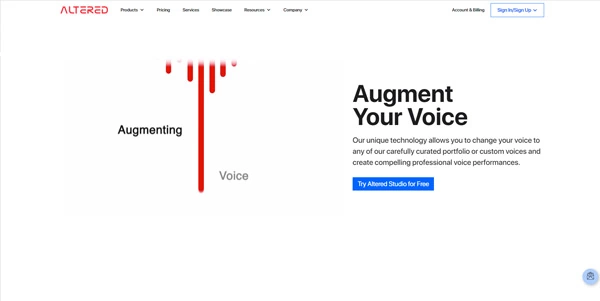 ALTERED
Products
Pricing
Services
Showcase
Resources
Company
Account & Billing
Sign In/Sign Up
Augmenting
Voice
Augment
Your Voice
Our unique technology allows you to change your voice to
any of our carefully curated portfolio or custom voices and
create compelling professional voice performances.
Try Altered Studio for Free